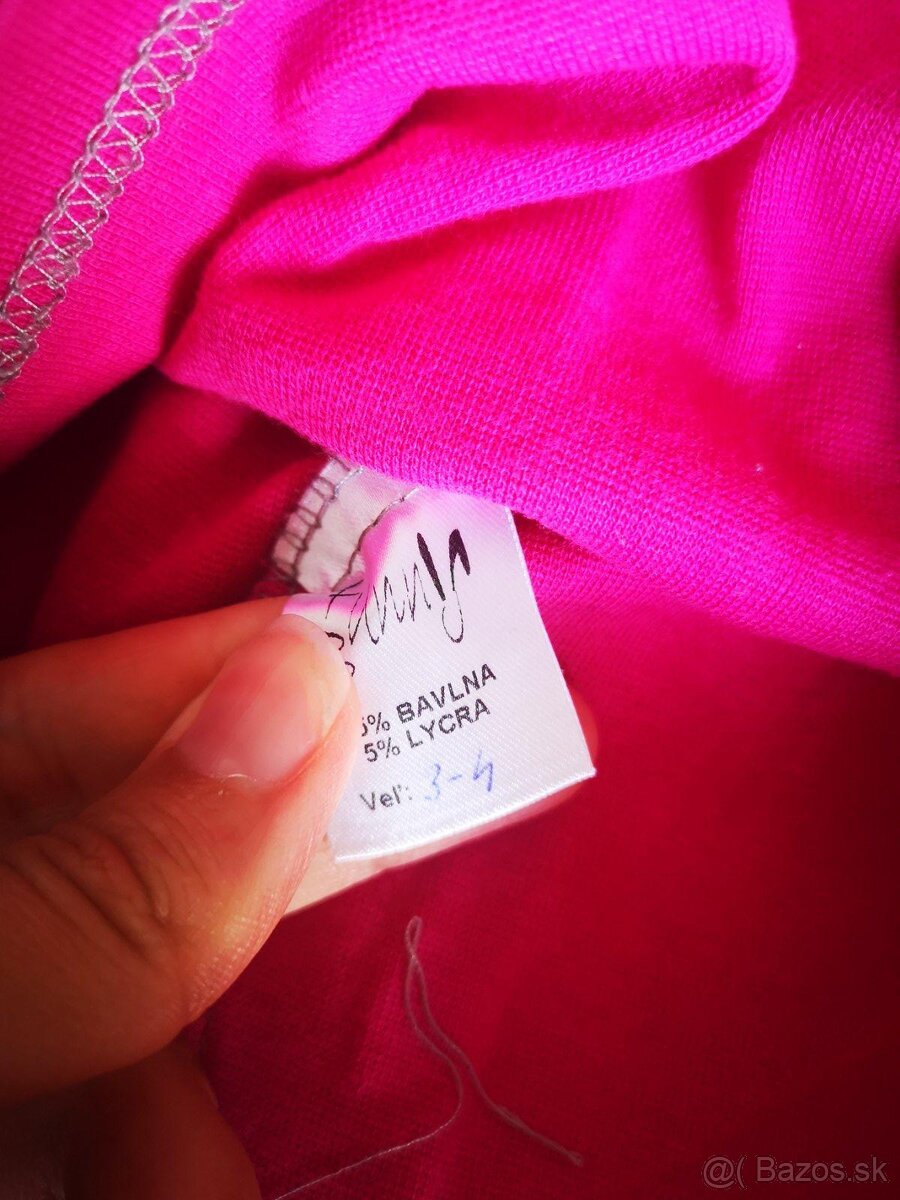 5% BAVLNA
5% LYCRA
Veľ: 3-4
@( Bazos.sk